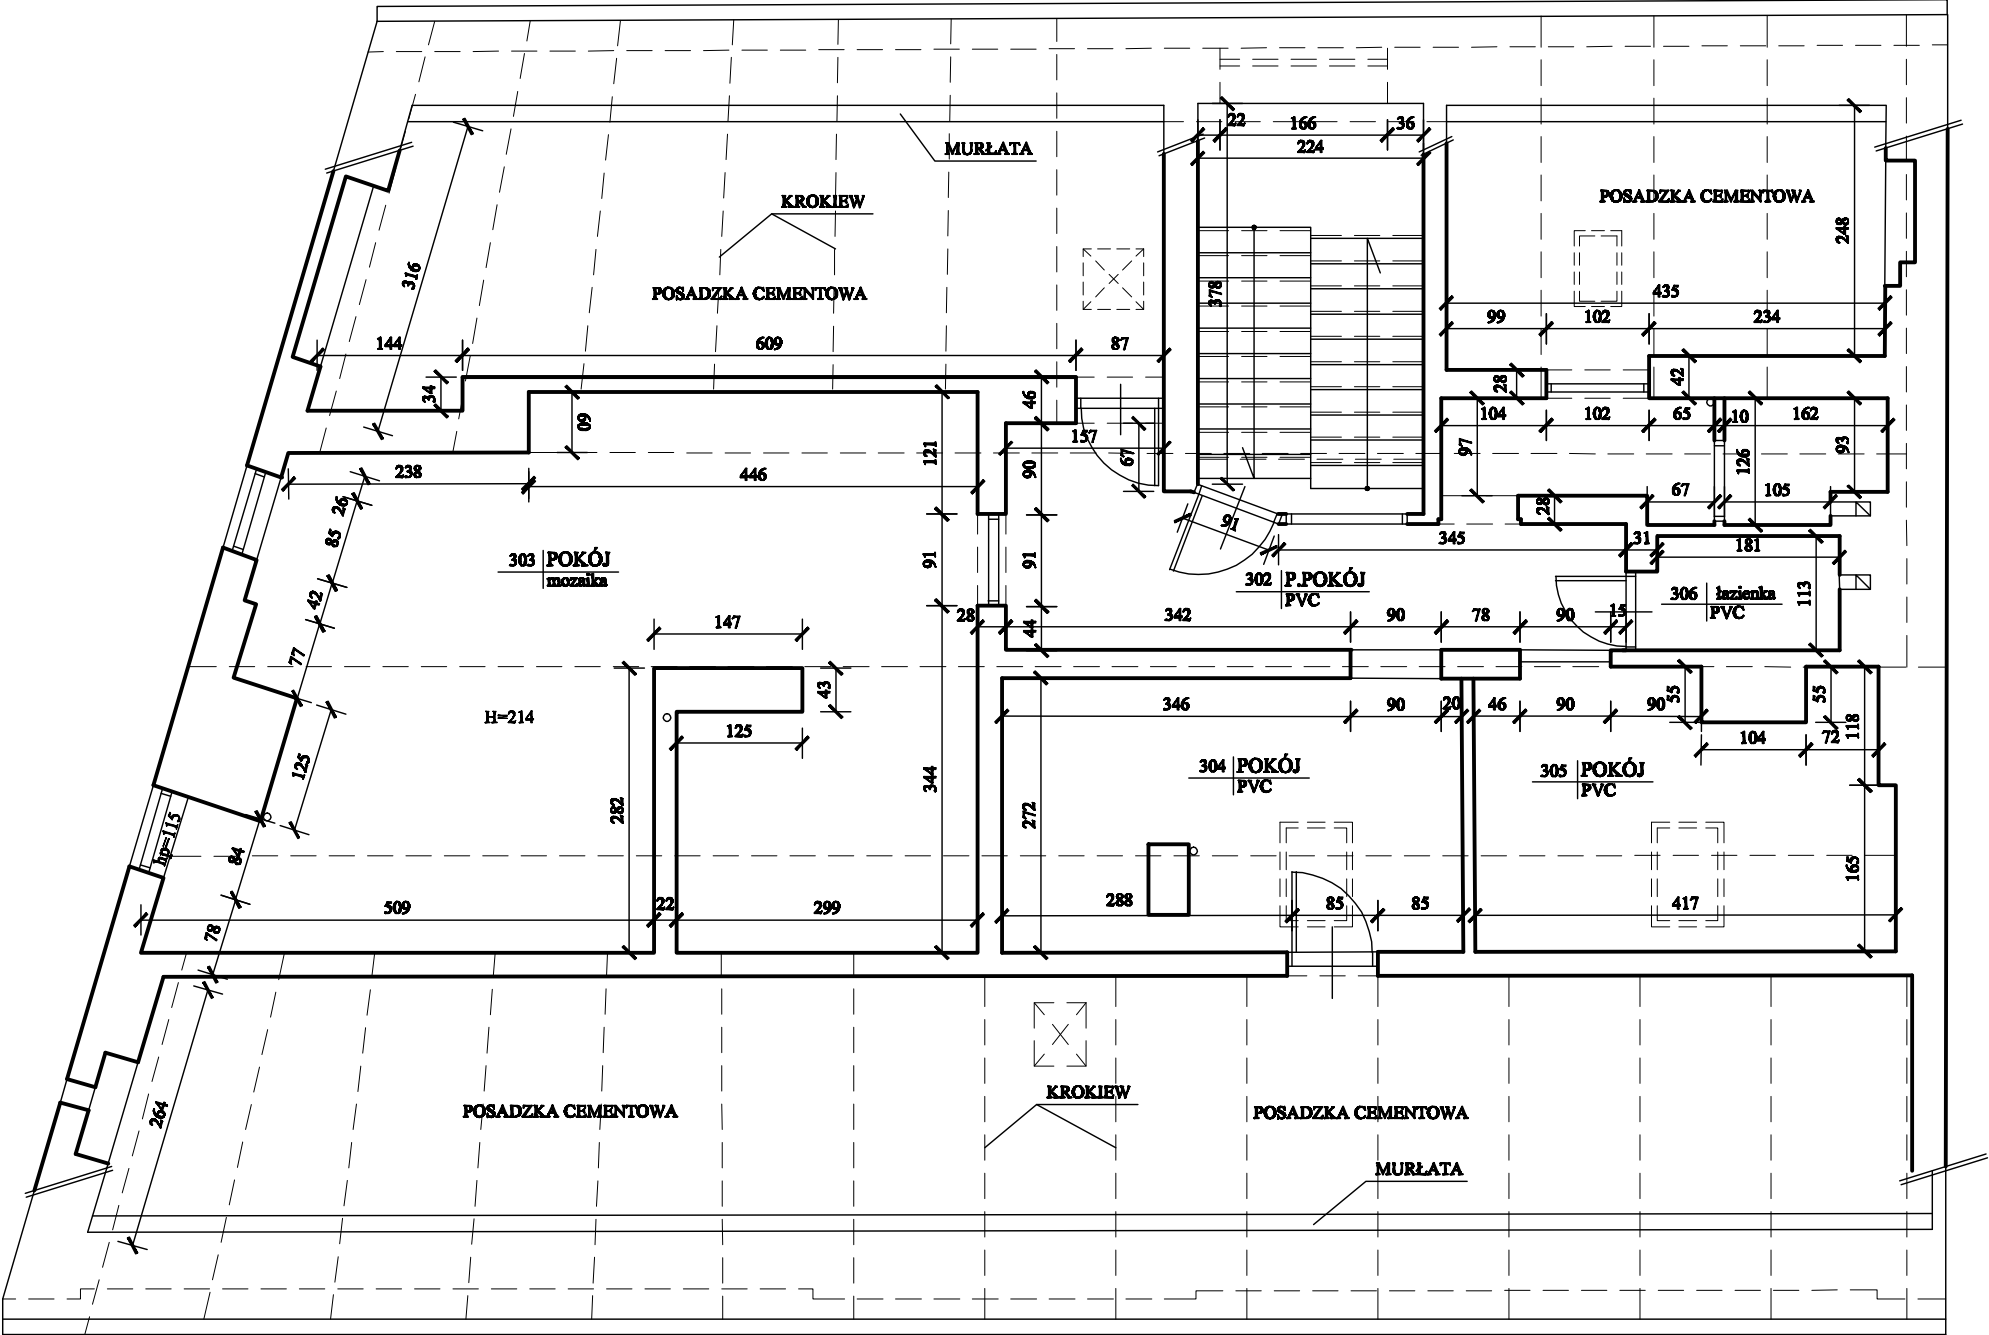 22 166 36
224
MURŁATA
KROKIEW
POSADZKA CEMENTOWA
316
POSADZKA CEMENTOWA
248
378
435
99 102 234
144 609 87
34
60
46
28
42
104 102 65 10 162
157
67
97
126
93
121
90
238 446
26
85
67 105
28
91
345 31 181
91
91
303 POKÓJ
mozaika
302 P.POKÓJ
PVC
306 łazienka
PVC
113
42
28
44
342 90 78 90 15
147
77
43
55
55
118
346 90 20 46 90 90
H=214
125
125
104 72
304 POKÓJ
PVC
305 POKÓJ
PVC
344
282
272
hp=115
84
165
509 22 299
288 85 85
417
78
264
KROKIEW
POSADZKA CEMENTOWA
POSADZKA CEMENTOWA
MURŁATA